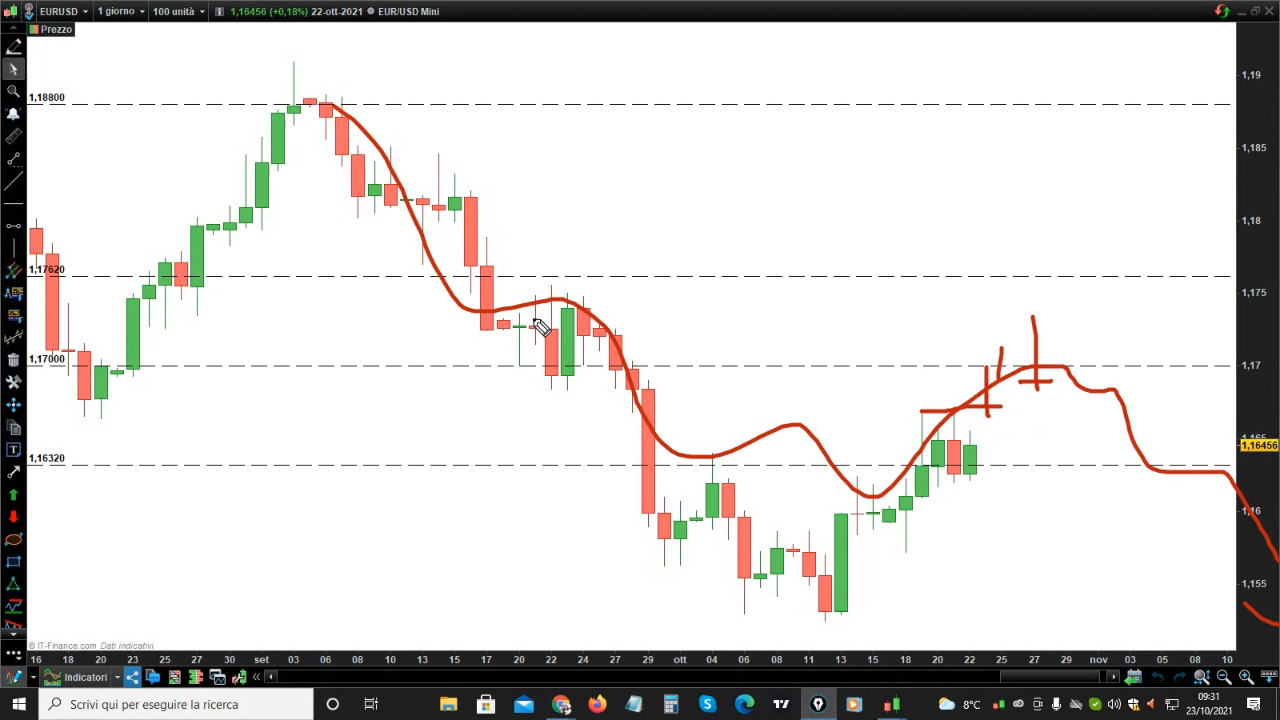 EURUSD 1 giorno 100 unità 1,16456 (+0,18%) 22-ott-2021 EUR/USD Mini
Prezzo
1,18800
1,17620
1,17000
1,16320
1,19
1,185
1,18
1,175
1,17
1,165
1,16456
1,16
1,155
© IT-Finance.com Dati indicativi
16 18 20 23 25 27 30 set 03 06 08 10 13 15 17 20 22 24 27 29 ott 04 06 08 11 13 15 18 20 22 25 27 29 nov 03 05 08 10
Indicatori
Scrivi qui per eseguire la ricerca
8°C
09:31
23/10/2021